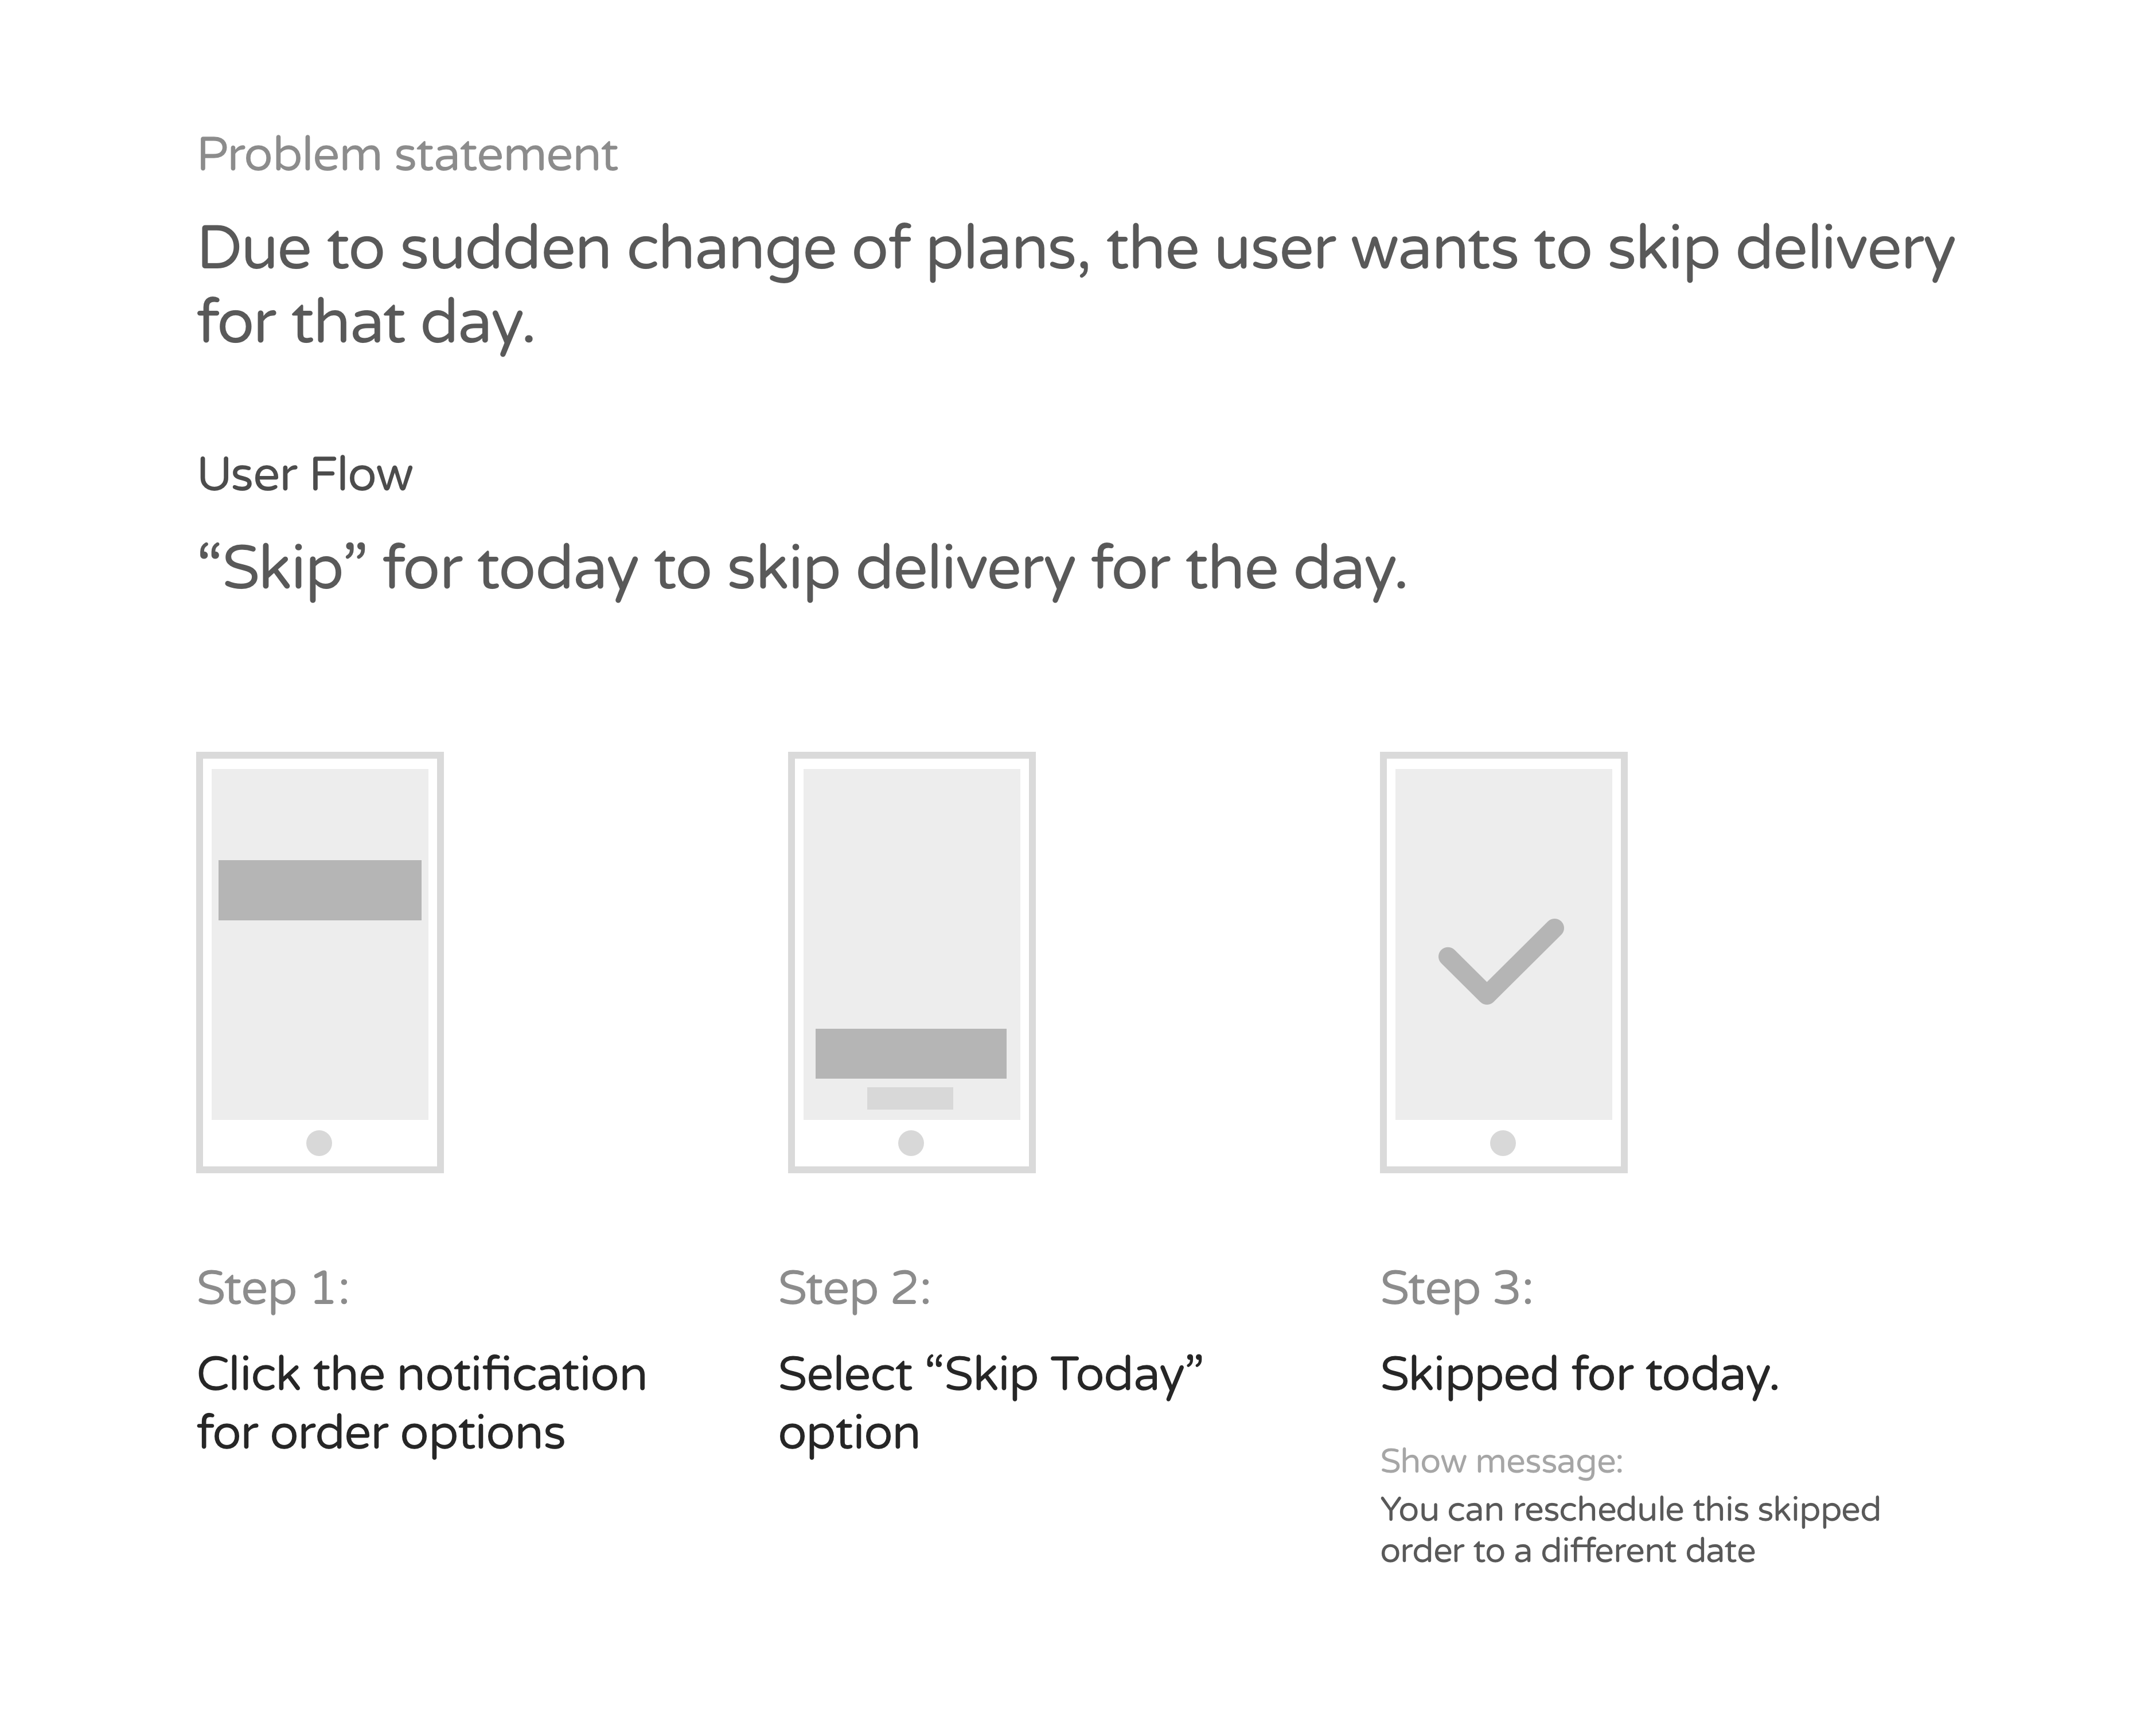 Problem statement
Due to sudden change of plans, the user wants to skip delivery
for that day.
User Flow
“Skip” for today to skip delivery for the day.
Step 1:
Click the notification
for order options
Step 2:
Select “Skip Today”
option
Step 3:
Skipped for today.
Show message:
You can reschedule this skipped
order to a different date